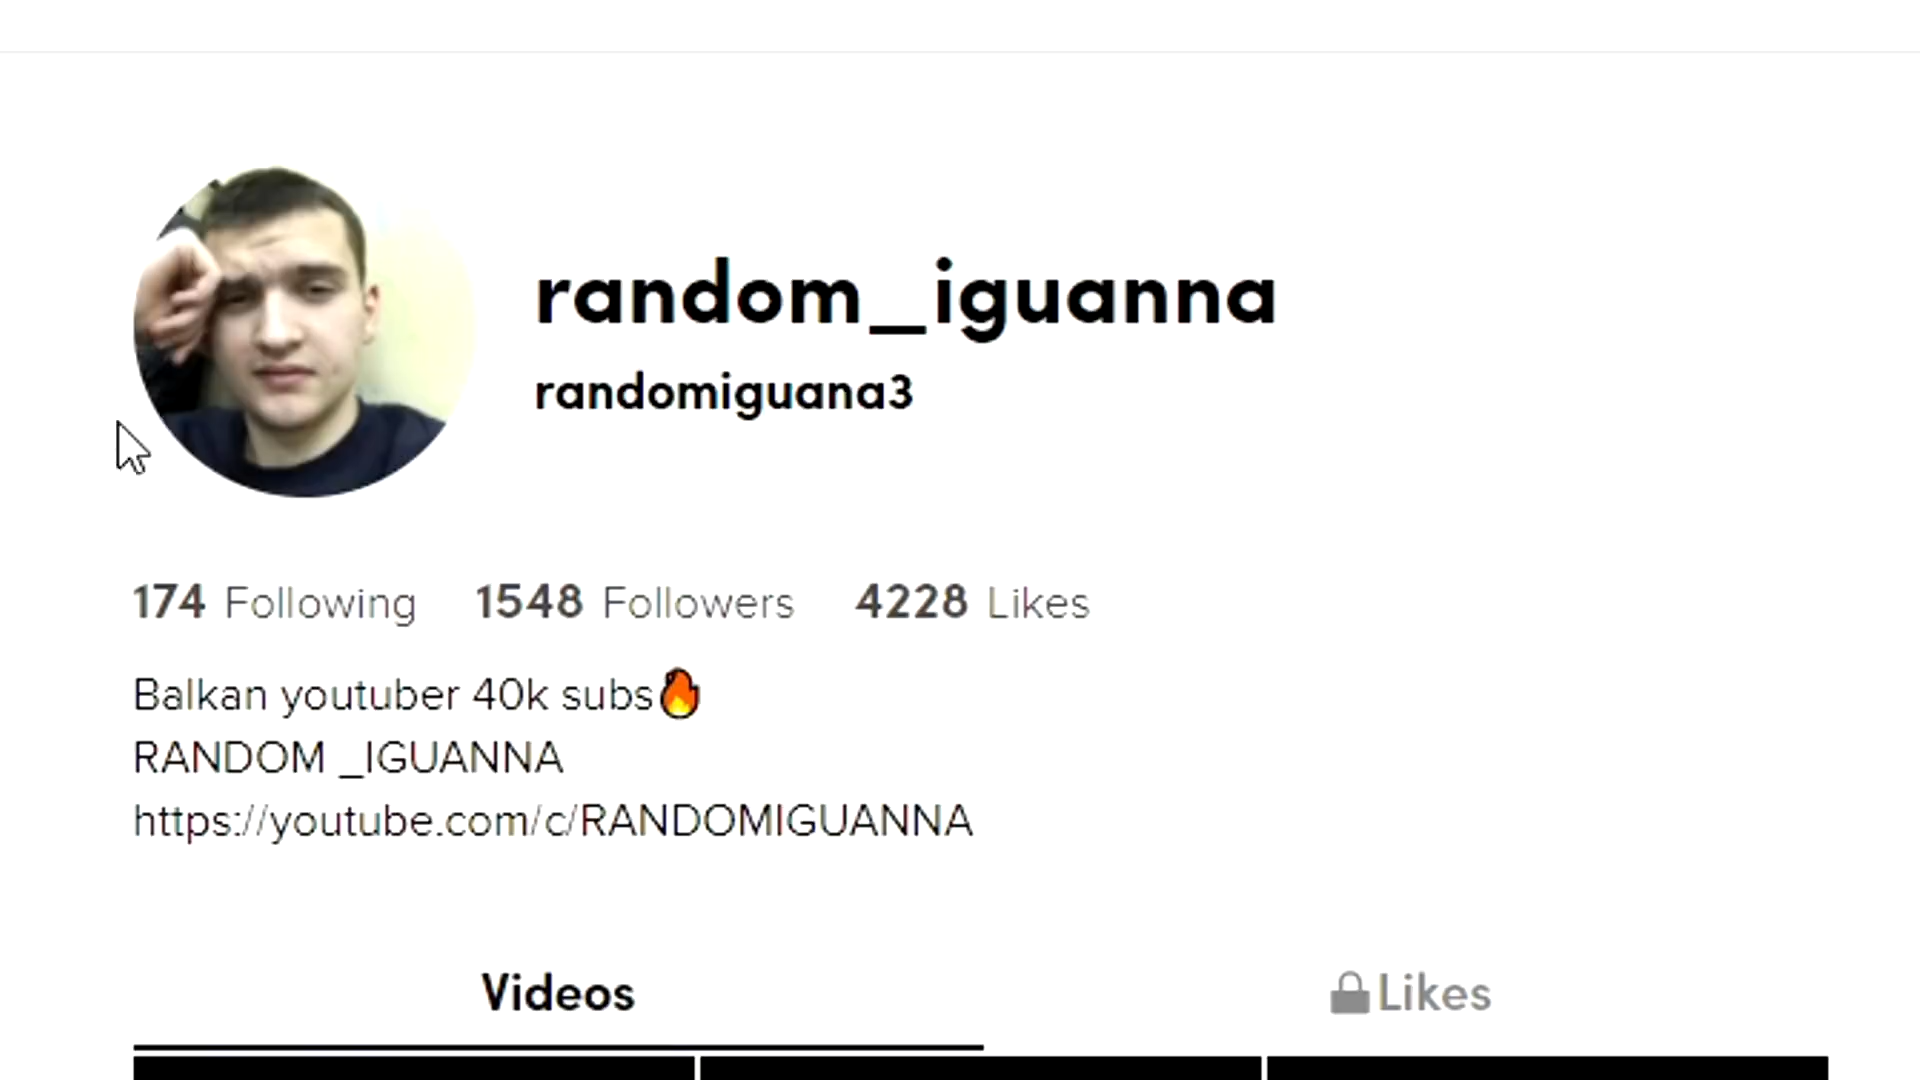 random_iguanna
randomiguana3
174 Following 1548 Followers 4228 Likes
Balkan youtuber 40k subs🔥
RANDOM _IGUANNA
https://youtube.com/c/RANDOMIGUANNA
Videos Likes